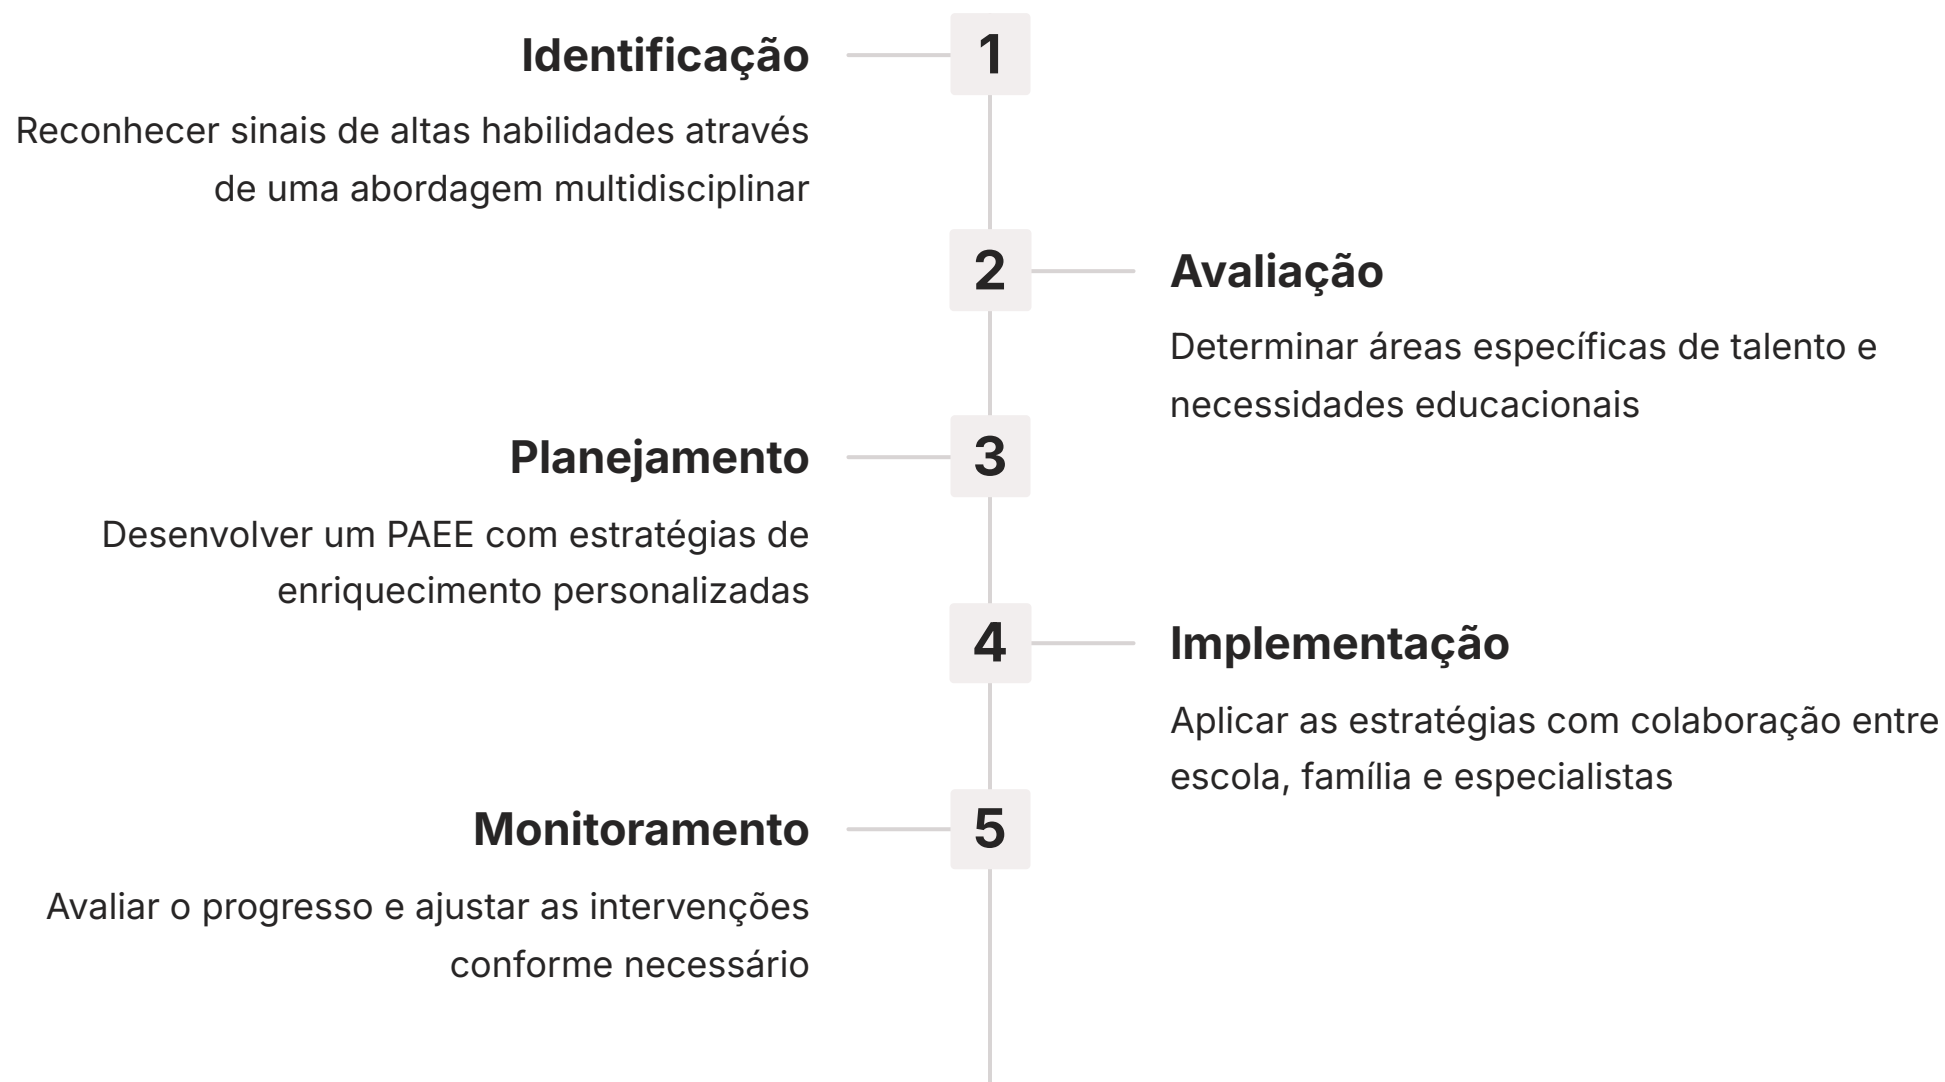 Identificação
1
Reconhecer sinais de altas habilidades através
de uma abordagem multidisciplinar
2
Avaliação
Determinar áreas específicas de talento e
necessidades educacionais
Planejamento
3
Desenvolver um PAEE com estratégias de
enriquecimento personalizadas
4
Implementação
Aplicar as estratégias com colaboração entre
escola, família e especialistas
Monitoramento
5
Avaliar o progresso e ajustar as intervenções
conforme necessário